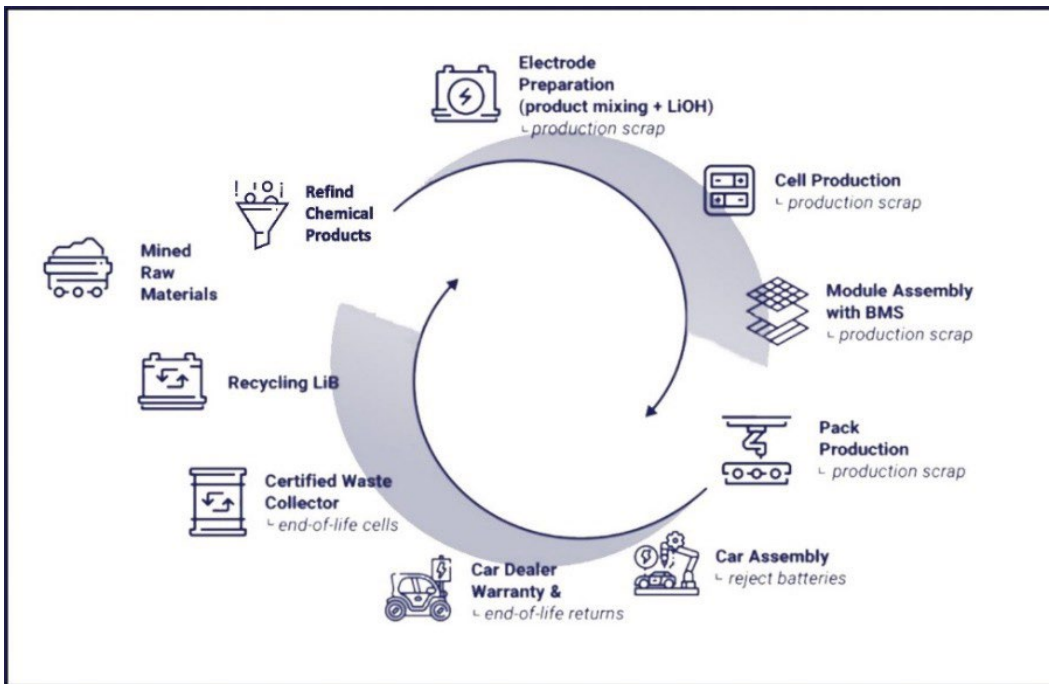 Electrode
Preparation
(product mixing + LiOH)
└ production scrap
Cell Production
└ production scrap
Module Assembly
with BMS
└ production scrap
Pack
Production
└ production scrap
Car Assembly
└ reject batteries
Car Dealer
Warranty &
└ end-of-life returns
Certified Waste
Collector
└ end-of-life cells
Recycling LiB
Mined
Raw
Materials
Refind
Chemical
Products